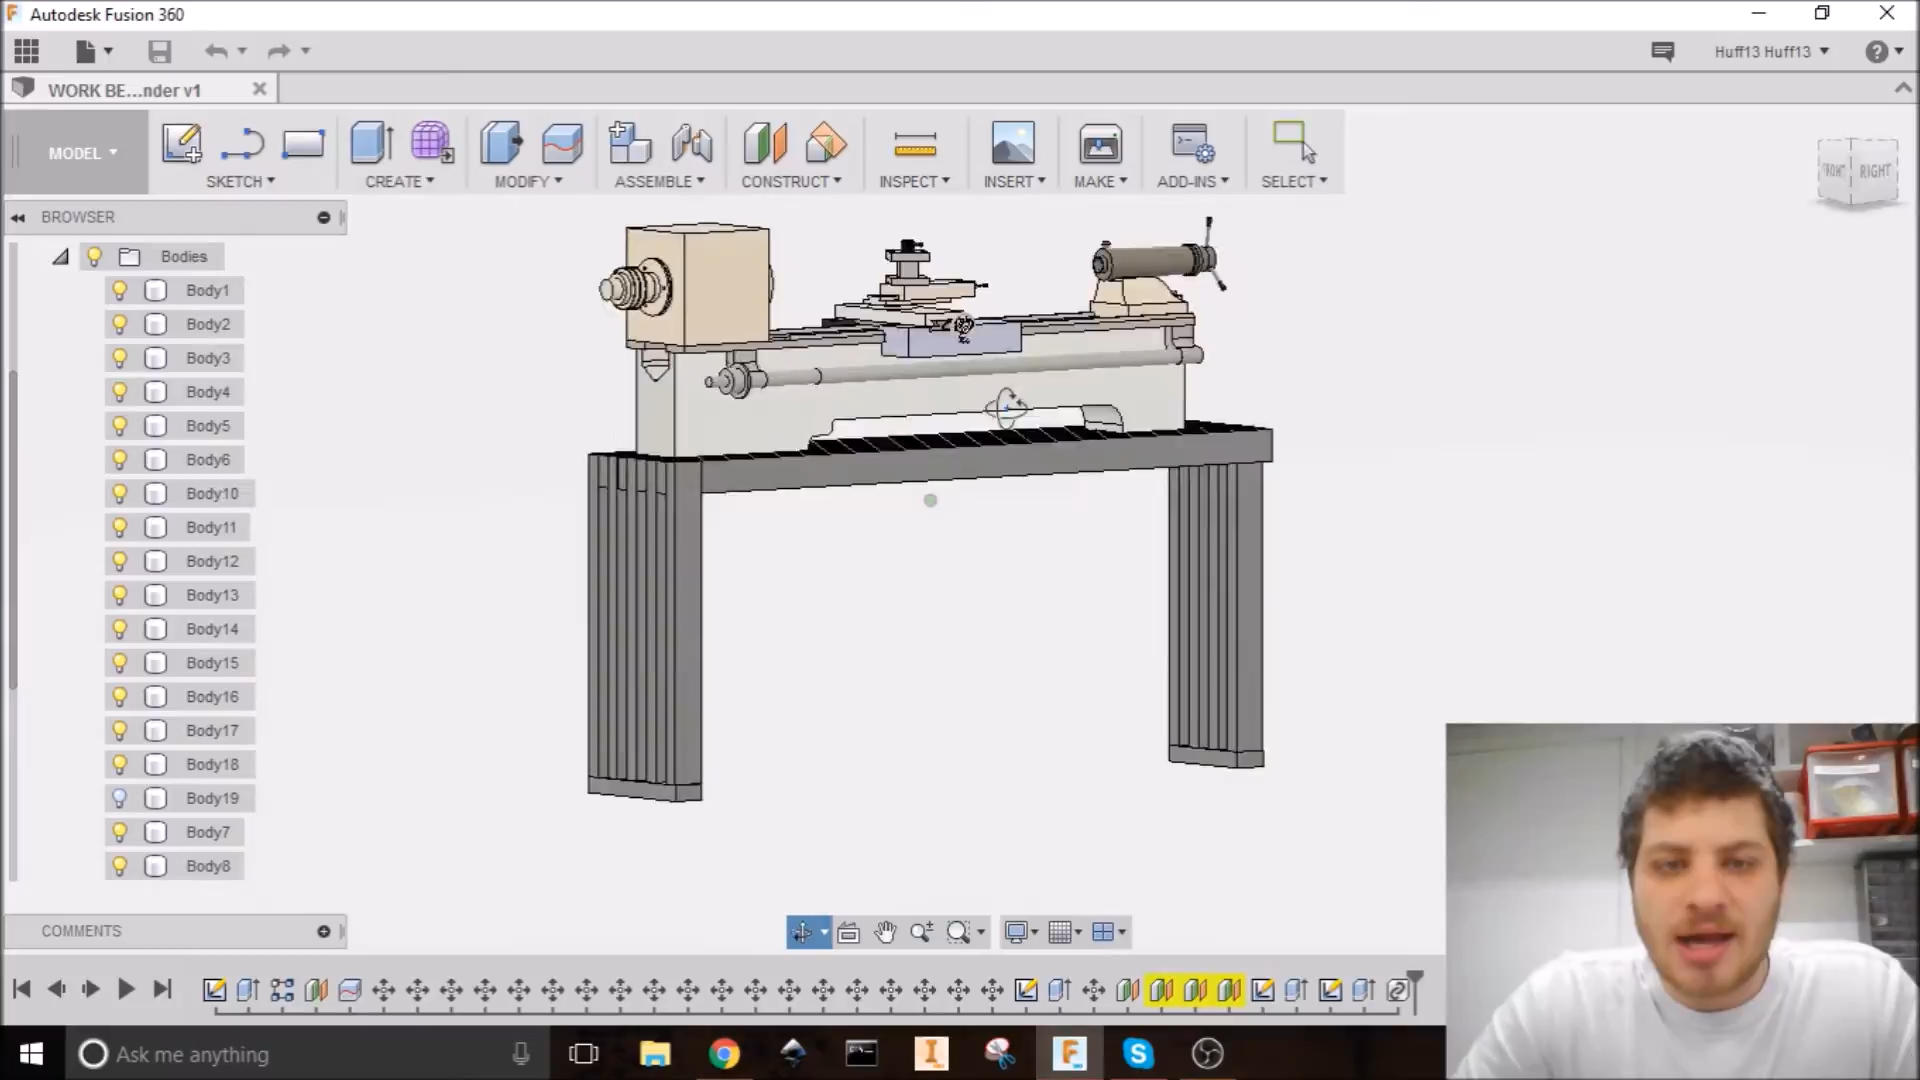 Autodesk Fusion 360
Huff13 Huff13
WORK BE...nder v1
MODEL
SKETCH
CREATE
MODIFY
ASSEMBLE
CONSTRUCT
INSPECT
INSERT
MAKE
ADD-INS
SELECT
FRONT
RIGHT
BROWSER
Bodies
Body1
Body2
Body3
Body4
Body5
Body6
Body10
Body11
Body12
Body13
Body14
Body15
Body16
Body17
Body18
Body19
Body7
Body8
COMMENTS
Ask me anything